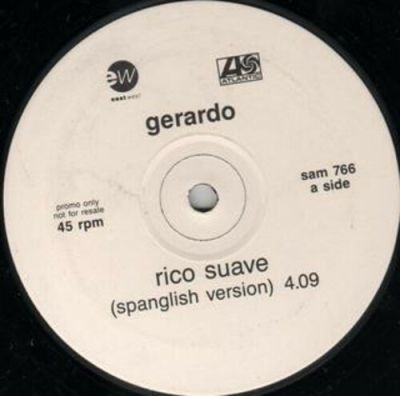 ew
east west
ATLANTIC
gerardo
promo only
not for resale
45 rpm
sam 766
a side
rico suave
(spanglish version) 4.09